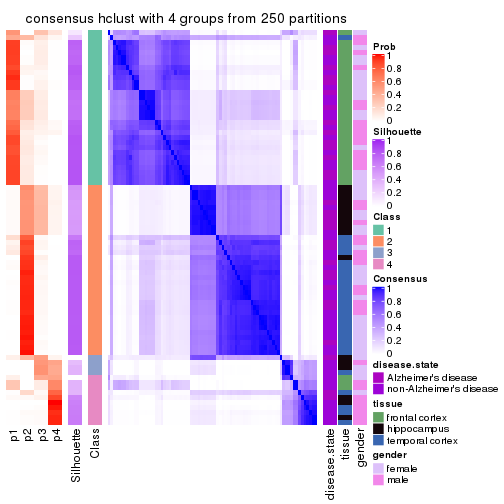 consensus hclust with 4 groups from 250 partitions
Prob
1
0.8
0.6
0.4
0.2
0
Silhouette
1
0.8
0.6
0.4
0.2
0
Class
1
2
3
4
Consensus
1
0.8
0.6
0.4
0.2
0
disease.state
Alzheimer's disease
non-Alzheimer's disease
tissue
frontal cortex
hippocampus
temporal cortex
gender
female
male
p1
p2
p3
p4
Silhouette
Class
disease.state
tissue
gender